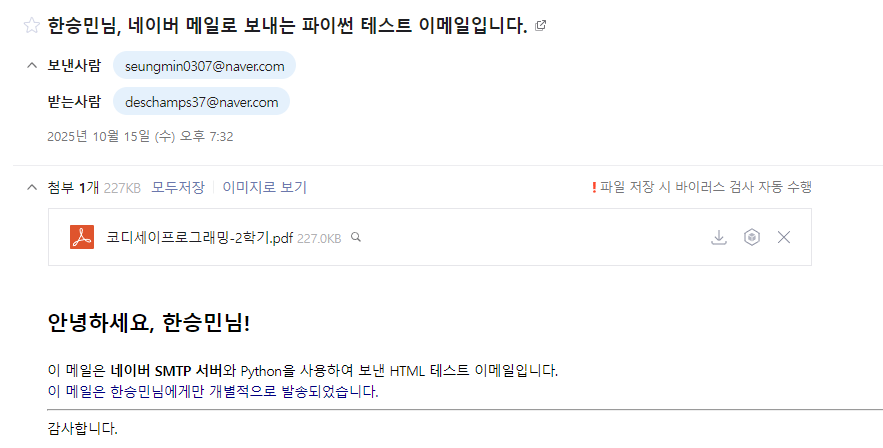 한승민님, 네이버 메일로 보내는 파이썬 테스트 이메일입니다.
보낸사람 seungmin0307@naver.com
받는사람 deschamps37@naver.com
2025년 10월 15일 (수) 오후 7:32
첨부 1개 227KB 모두저장 이미지로 보기 ! 파일 저장 시 바이러스 검사 자동 수행
코디세이프로그래밍-2학기.pdf 227.0KB
안녕하세요, 한승민님!
이 메일은 네이버 SMTP 서버와 Python을 사용하여 보낸 HTML 테스트 이메일입니다.
이 메일은 한승민님에게만 개별적으로 발송되었습니다.
감사합니다.